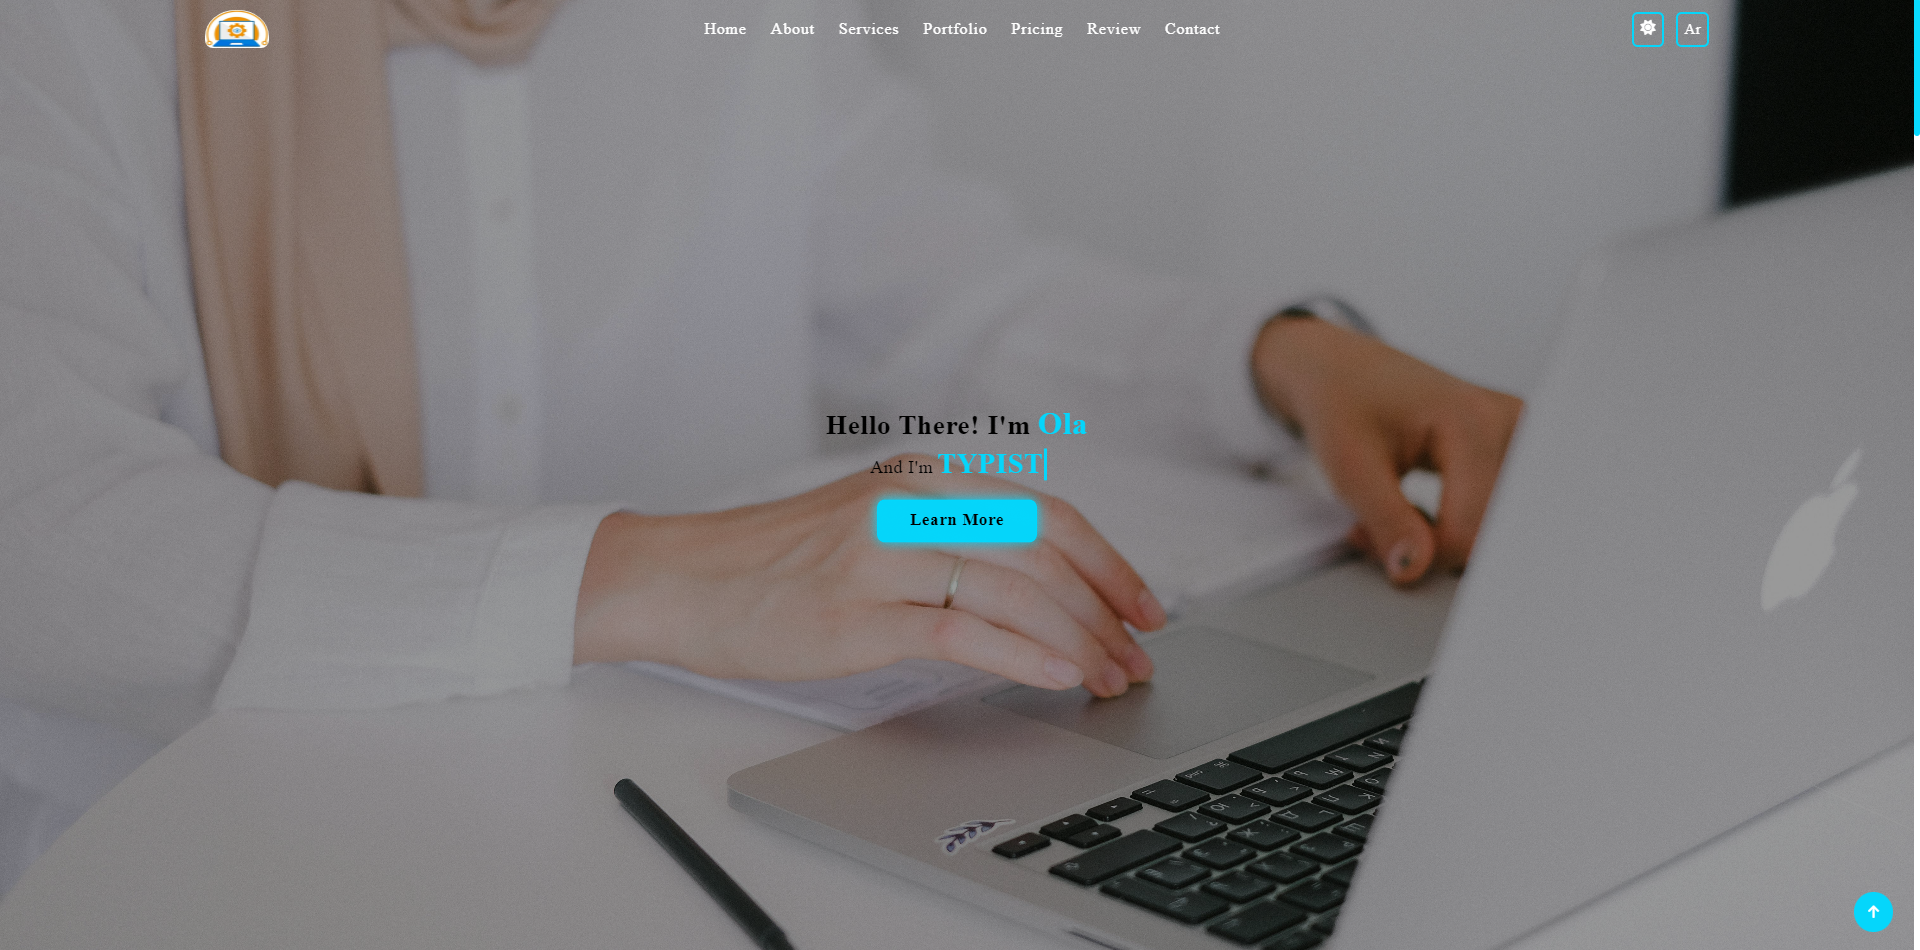 Home About Services Portfolio Pricing Review Contact Ar
Hello There! I'm Ola
And I'm TYPIST
Learn More